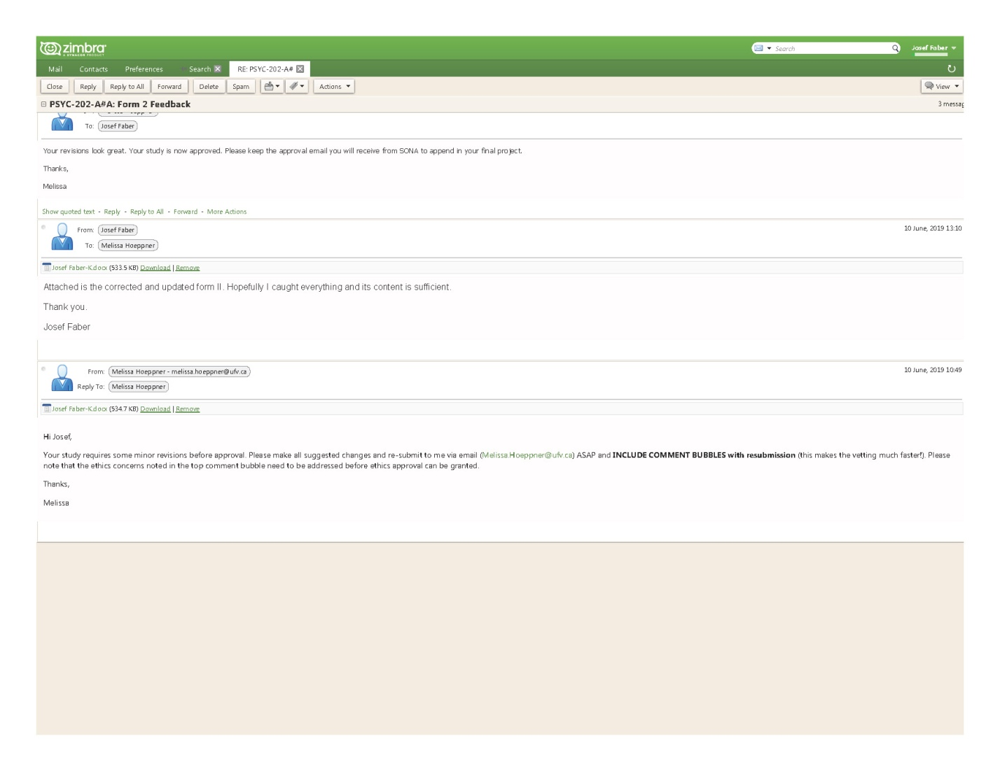 zimbra
A SYNACOR PRODUCT
Search
Josef Faber
Mail Contacts Preferences Search RE: PSYC-202-A#
Close Reply Reply to All Forward Delete Spam Actions View
PSYC-202-A#A: Form 2 Feedback 3 messag
To: Josef Faber
Your revisions look great. Your study is now approved. Please keep the approval email you will receive from SONA to append in your final project.
Thanks,
Melissa
Show quoted text - Reply - Reply to All - Forward - More Actions
From: Josef Faber 10 June, 2019 13:10
To: Melissa Hoeppner
Josef Faber-K.docx (533.5 KB) Download | Remove
Attached is the corrected and updated form II. Hopefully I caught everything and its content is sufficient.
Thank you.
Josef Faber
From: Melissa Hoeppner - melissa.hoeppner@ufv.ca 10 June, 2019 10:49
Reply To: Melissa Hoeppner
Josef Faber-K.docx (534.7 KB) Download | Remove
Hi Josef,
Your study requires some minor revisions before approval. Please make all suggested changes and re-submit to me via email (Melissa.Hoeppner@ufv.ca) ASAP and INCLUDE COMMENT BUBBLES with resubmission (this makes the vetting much faster!). Please
note that the ethics concerns noted in the top comment bubble need to be addressed before ethics approval can be granted.
Thanks,
Melissa